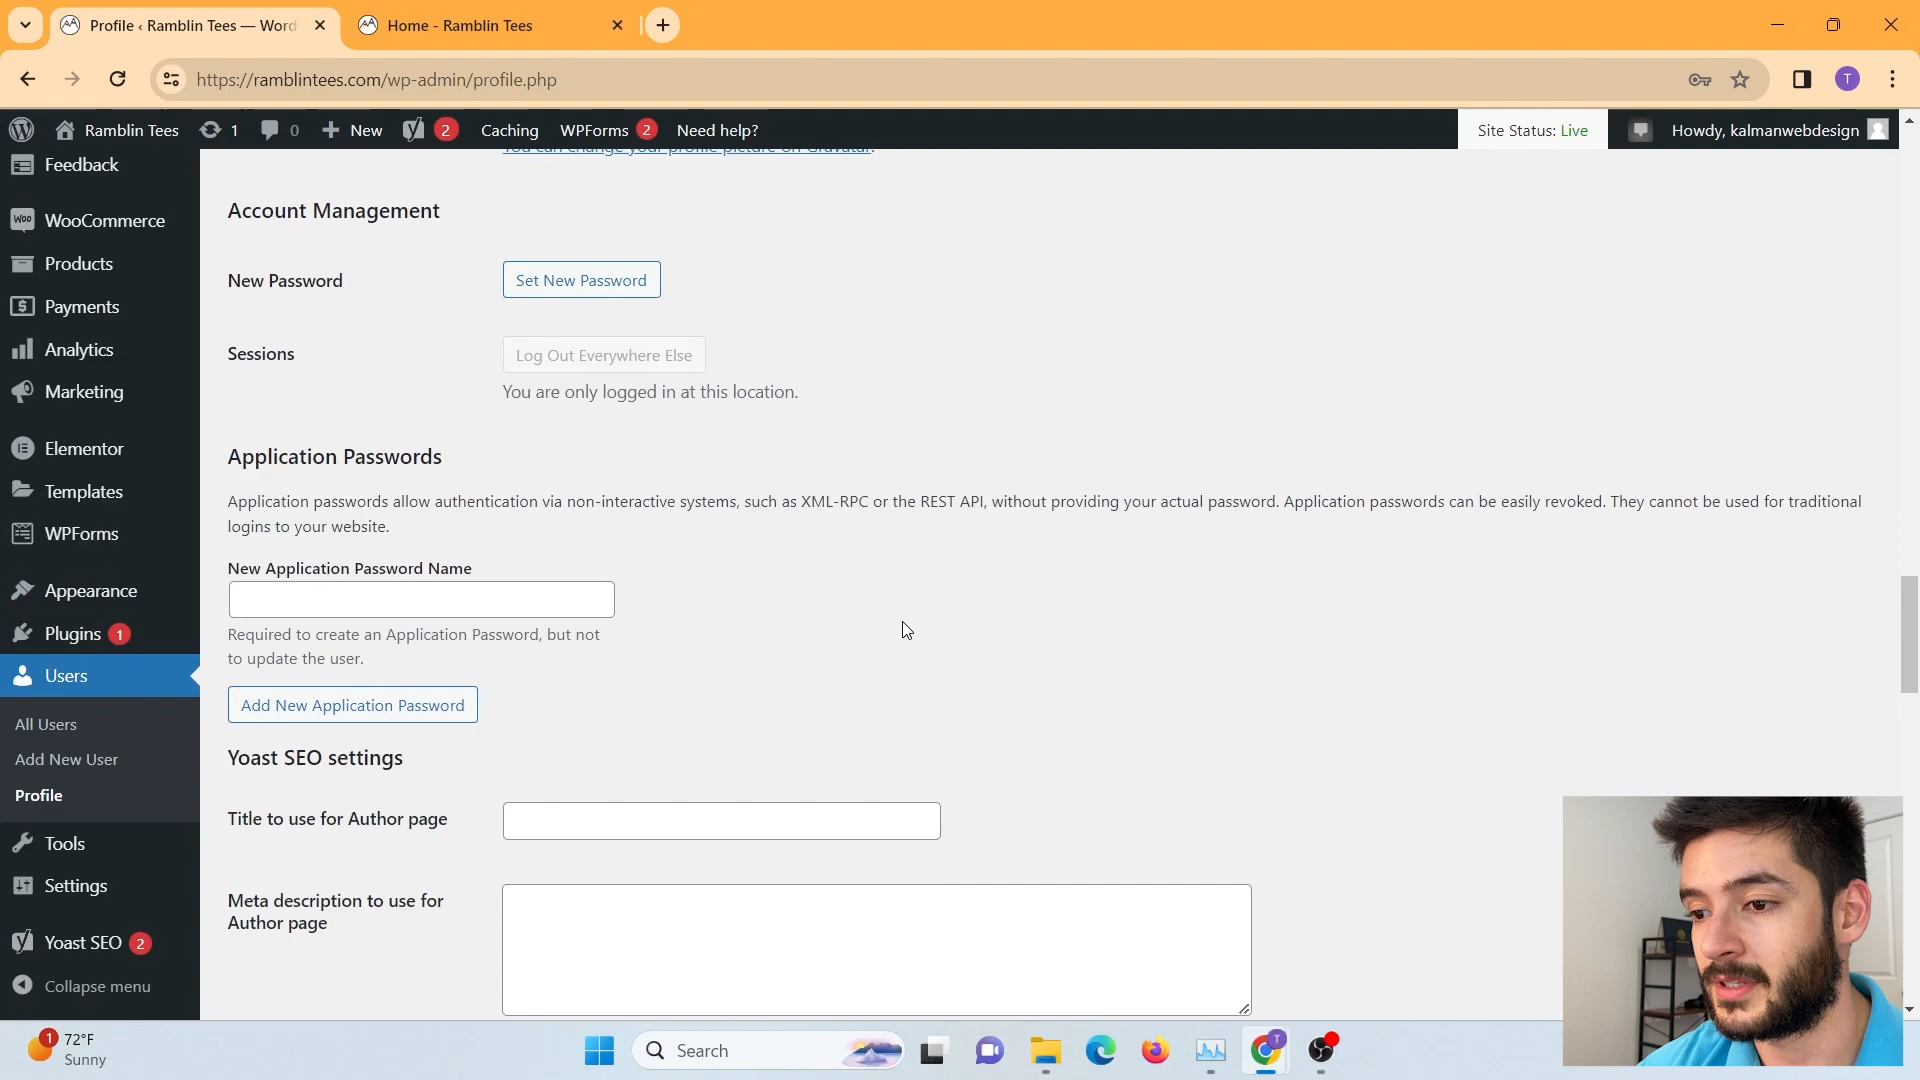 Profile ‹ Ramblin Tees — Word
Home - Ramblin Tees
https://ramblintees.com/wp-admin/profile.php
T
Ramblin Tees
1
0
New
2
Caching
WPForms
2
Need help?
Site Status: Live
Howdy, kalmanwebdesign
You can change your profile picture on Gravatar.
Feedback
WooCommerce
Products
Payments
Analytics
Marketing
Elementor
Templates
WPForms
Appearance
Plugins 1
Users
All Users
Add New User
Profile
Tools
Settings
Yoast SEO 2
Collapse menu
Account Management
New Password
Set New Password
Sessions
Log Out Everywhere Else
You are only logged in at this location.
Application Passwords
Application passwords allow authentication via non-interactive systems, such as XML-RPC or the REST API, without providing your actual password. Application passwords can be easily revoked. They cannot be used for traditional
logins to your website.
New Application Password Name
Required to create an Application Password, but not
to update the user.
Add New Application Password
Yoast SEO settings
Title to use for Author page
Meta description to use for
Author page
1
72°F
Sunny
Search
T